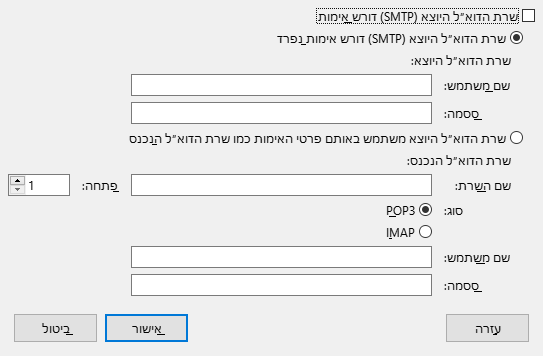 שרת הדוא״ל היוצא (SMTP) דורש אימות
שרת הדוא״ל היוצא (SMTP) דורש אימות נפרד
שרת הדוא״ל היוצא:
שם משתמש:
ססמה:
שרת הדוא״ל היוצא משתמש באותם פרטי האימות כמו שרת הדוא״ל הנכנס
שרת הדוא״ל הנכנס:
שם השרת: פתחה: 1
סוג: POP3
IMAP
שם משתמש:
ססמה:
עזרה אישור ביטול